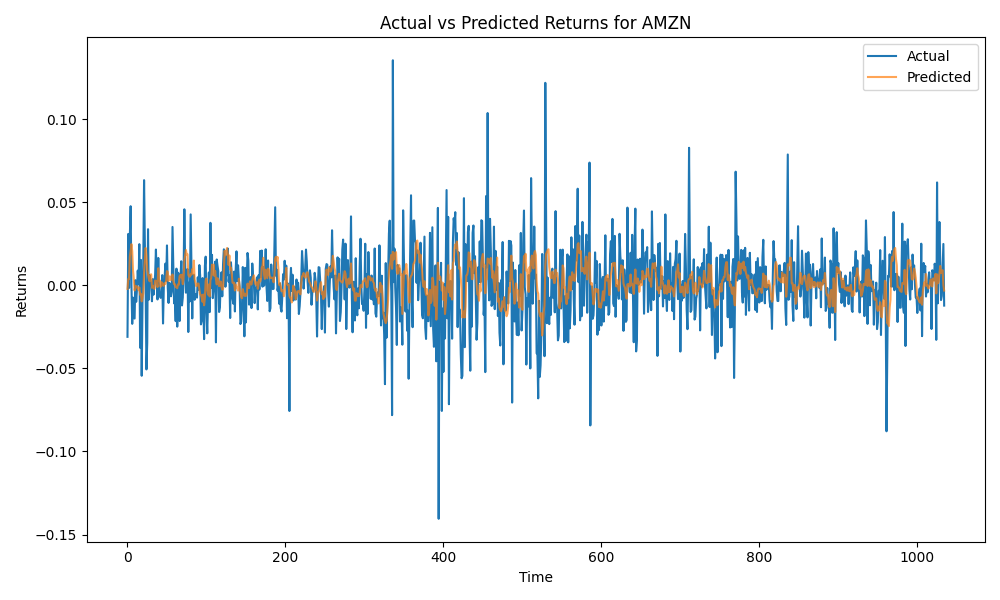 Actual vs Predicted Returns for AMZN
Actual
Predicted
Returns
0.10
0.05
0.00
−0.05
−0.10
−0.15
0
200
400
600
800
1000
Time